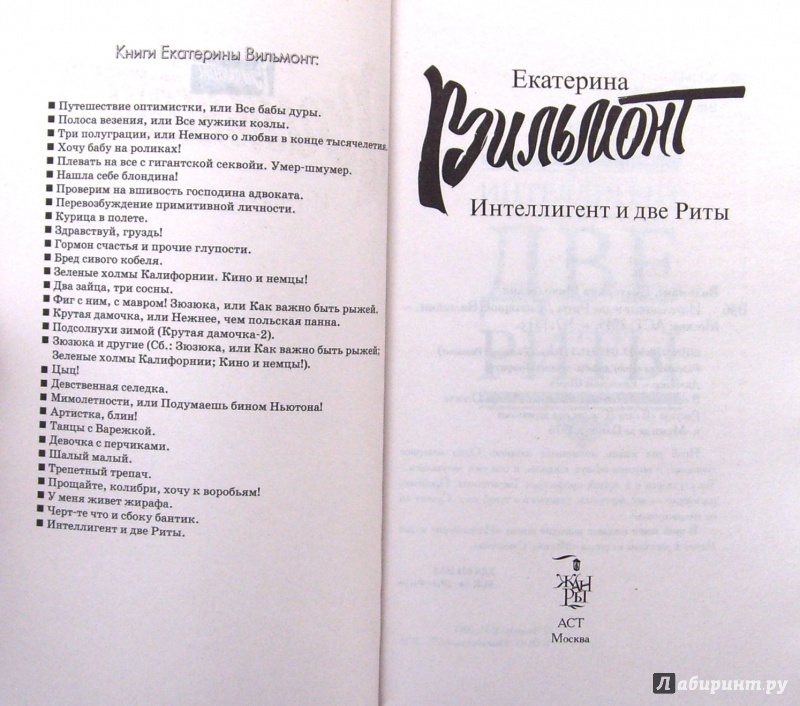 Книги Екатерины Вильмонт:
■ Путешествие оптимистки, или Все бабы дуры.
■ Полоса везения, или Все мужики козлы.
■ Три полуграции, или Немного о любви в конце тысячелетия.
■ Хочу бабу на роликах!
■ Плевать на все с гигантской секвойи. Умер-шмумер.
■ Нашла себе блондина!
■ Проверим на вшивость господина адвоката.
■ Перевозбуждение примитивной личности.
■ Курица в полете.
■ Здравствуй, груздь!
■ Гормон счастья и прочие глупости.
■ Бред сивого кобеля.
■ Зеленые холмы Калифорнии. Кино и немцы!
■ Два зайца, три сосны.
■ Фиг с ним, с мавром! Зюзюка, или Как важно быть рыжей.
■ Крутая дамочка, или Нежнее, чем польская панна.
■ Подсолнухи зимой (Крутая дамочка-2).
■ Зюзюка и другие (Сб.: Зюзюка, или Как важно быть рыжей;
Зеленые холмы Калифорнии; Кино и немцы!).
■ Цыц!
■ Девственная селедка.
■ Мимолетности, или Подумаешь бином Ньютона!
■ Артистка, блин!
■ Танцы с Варежкой.
■ Девочка с перчиками.
■ Шалый малый.
■ Трепетный трепач.
■ Прощайте, колибри, хочу к воробьям!
■ У меня живет жирафа.
■ Черт-те что и сбоку бантик.
■ Интеллигент и две Риты.
Екатерина
Вильмонт
Интеллигент и две Риты
ЖАН
РЫ
АСТ
Москва
Лабиринт.ру